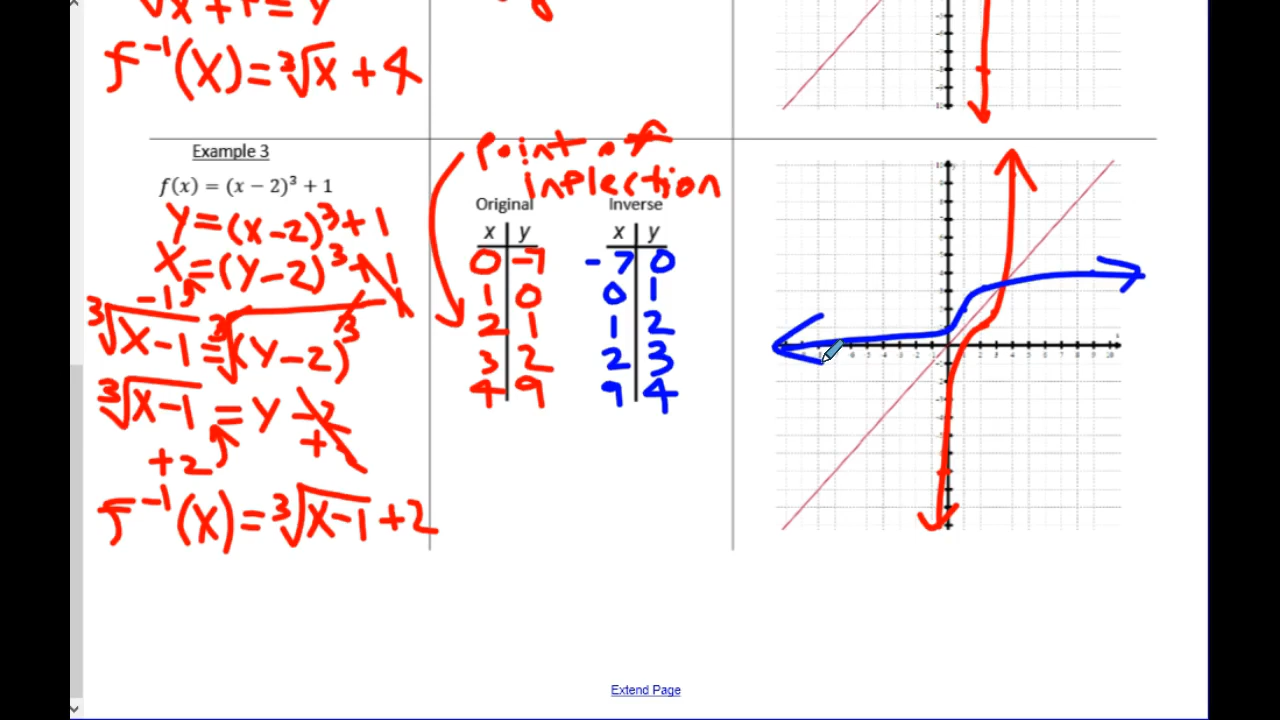 f⁻¹(x) = ∛x + 4
Example 3
f(x) = (x − 2)³ + 1
y = (x-2)³ + 1
x = (y-2)³ + 1
-1
∛x-1 = ∛(y-2)³
∛x-1 = y - 2
+2 +2
f⁻¹(x) = ∛x-1 + 2
point of
inflection
Original Inverse
x y x y
0 -7 -7 0
1 0 0 1
2 1 1 2
3 2 2 3
4 9 9 4
Extend Page